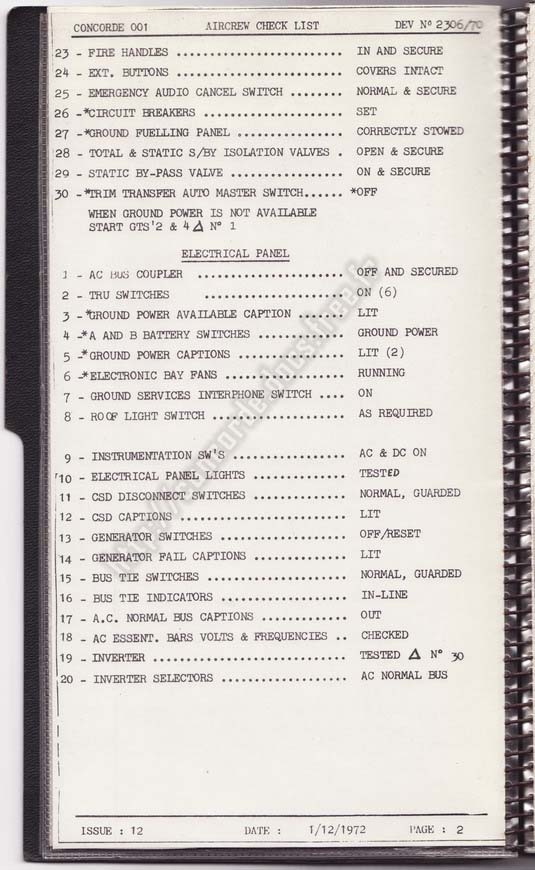 CONCORDE 001 AIRCREW CHECK LIST DEV N° 2306/70
23 - FIRE HANDLES .......................... IN AND SECURE
24 - EXT. BUTTONS .......................... COVERS INTACT
25 - EMERGENCY AUDIO CANCEL SWITCH ........ NORMAL & SECURE
26 -*CIRCUIT BREAKERS ...................... SET
27 -*GROUND FUELLING PANEL ................ CORRECTLY STOWED
28 - TOTAL & STATIC S/BY ISOLATION VALVES . OPEN & SECURE
29 - STATIC BY-PASS VALVE .................. ON & SECURE
30 -*TRIM TRANSFER AUTO MASTER SWITCH...... *OFF
WHEN GROUND POWER IS NOT AVAILABLE
START GTS'2 & 4 Δ N° 1
ELECTRICAL PANEL
1 - AC BUS COUPLER ....................... OFF AND SECURED
2 - TRU SWITCHES ...................... ON (6)
3 -*GROUND POWER AVAILABLE CAPTION ....... LIT
4 -*A AND B BATTERY SWITCHES ............. GROUND POWER
5 -*GROUND POWER CAPTIONS ................ LIT (2)
6 -*ELECTRONIC BAY FANS .................. RUNNING
7 - GROUND SERVICES INTERPHONE SWITCH .... ON
8 - ROOF LIGHT SWITCH ..................... AS REQUIRED
9 - INSTRUMENTATION SW'S .................. AC & DC ON
10 - ELECTRICAL PANEL LIGHTS ............... TESTED
11 - CSD DISCONNECT SWITCHES ............... NORMAL, GUARDED
12 - CSD CAPTIONS .......................... LIT
13 - GENERATOR SWITCHES .................... OFF/RESET
14 - GENERATOR FAIL CAPTIONS ............... LIT
15 - BUS TIE SWITCHES ...................... NORMAL, GUARDED
16 - BUS TIE INDICATORS .................... IN-LINE
17 - A.C. NORMAL BUS CAPTIONS .............. OUT
18 - AC ESSENT. BARS VOLTS & FREQUENCIES .. CHECKED
19 - INVERTER .............................. TESTED Δ N° 30
20 - INVERTER SELECTORS .................... AC NORMAL BUS
ISSUE : 12 DATE : 1/12/1972 PAGE : 2